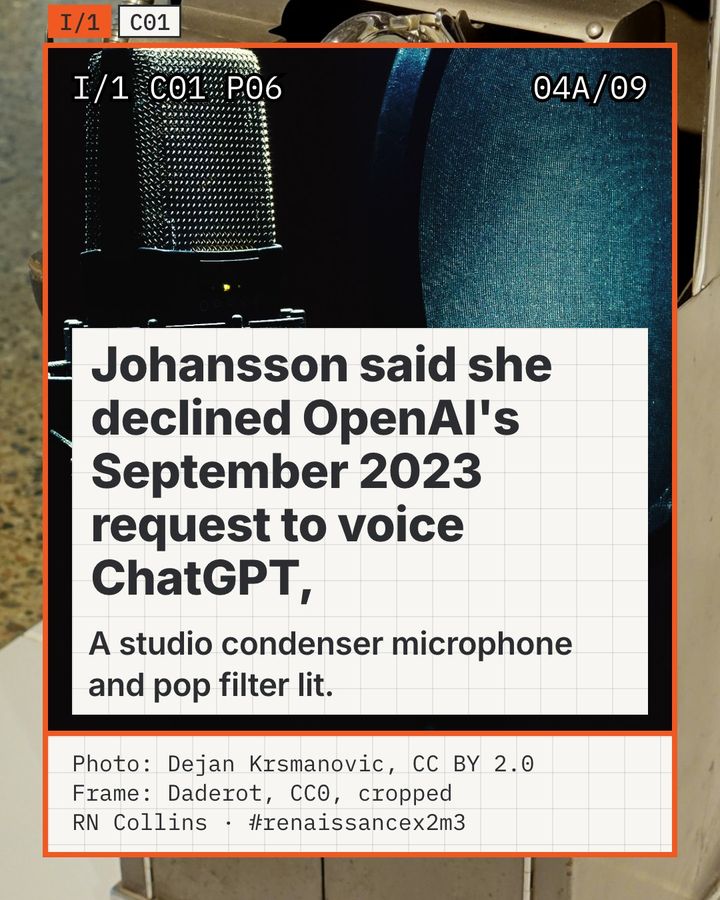 I/1 C01
I/1 C01 P06 04A/09
Johansson said she
declined OpenAI's
September 2023
request to voice
ChatGPT,
A studio condenser microphone
and pop filter lit.
Photo: Dejan Krsmanovic, CC BY 2.0
Frame: Daderot, CC0, cropped
RN Collins · #renaissancex2m3